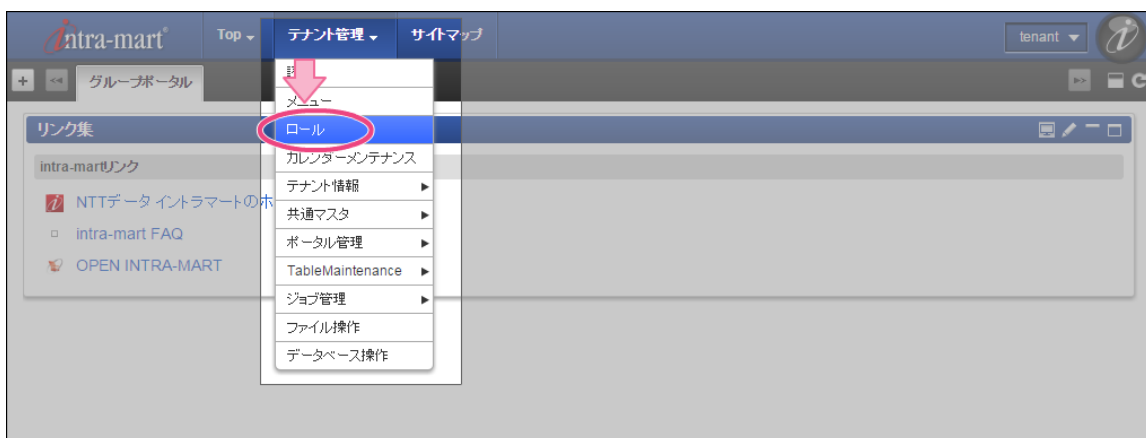 intra-mart® Top テナント管理 サイトマップ tenant
グループポータル
メニュー
リンク集 ロール
intra-martリンク カレンダーメンテナンス
テナント情報
NTTデータ イントラマートのホ
共通マスタ
intra-mart FAQ ポータル管理
OPEN INTRA-MART TableMaintenance
ジョブ管理
ファイル操作
データベース操作